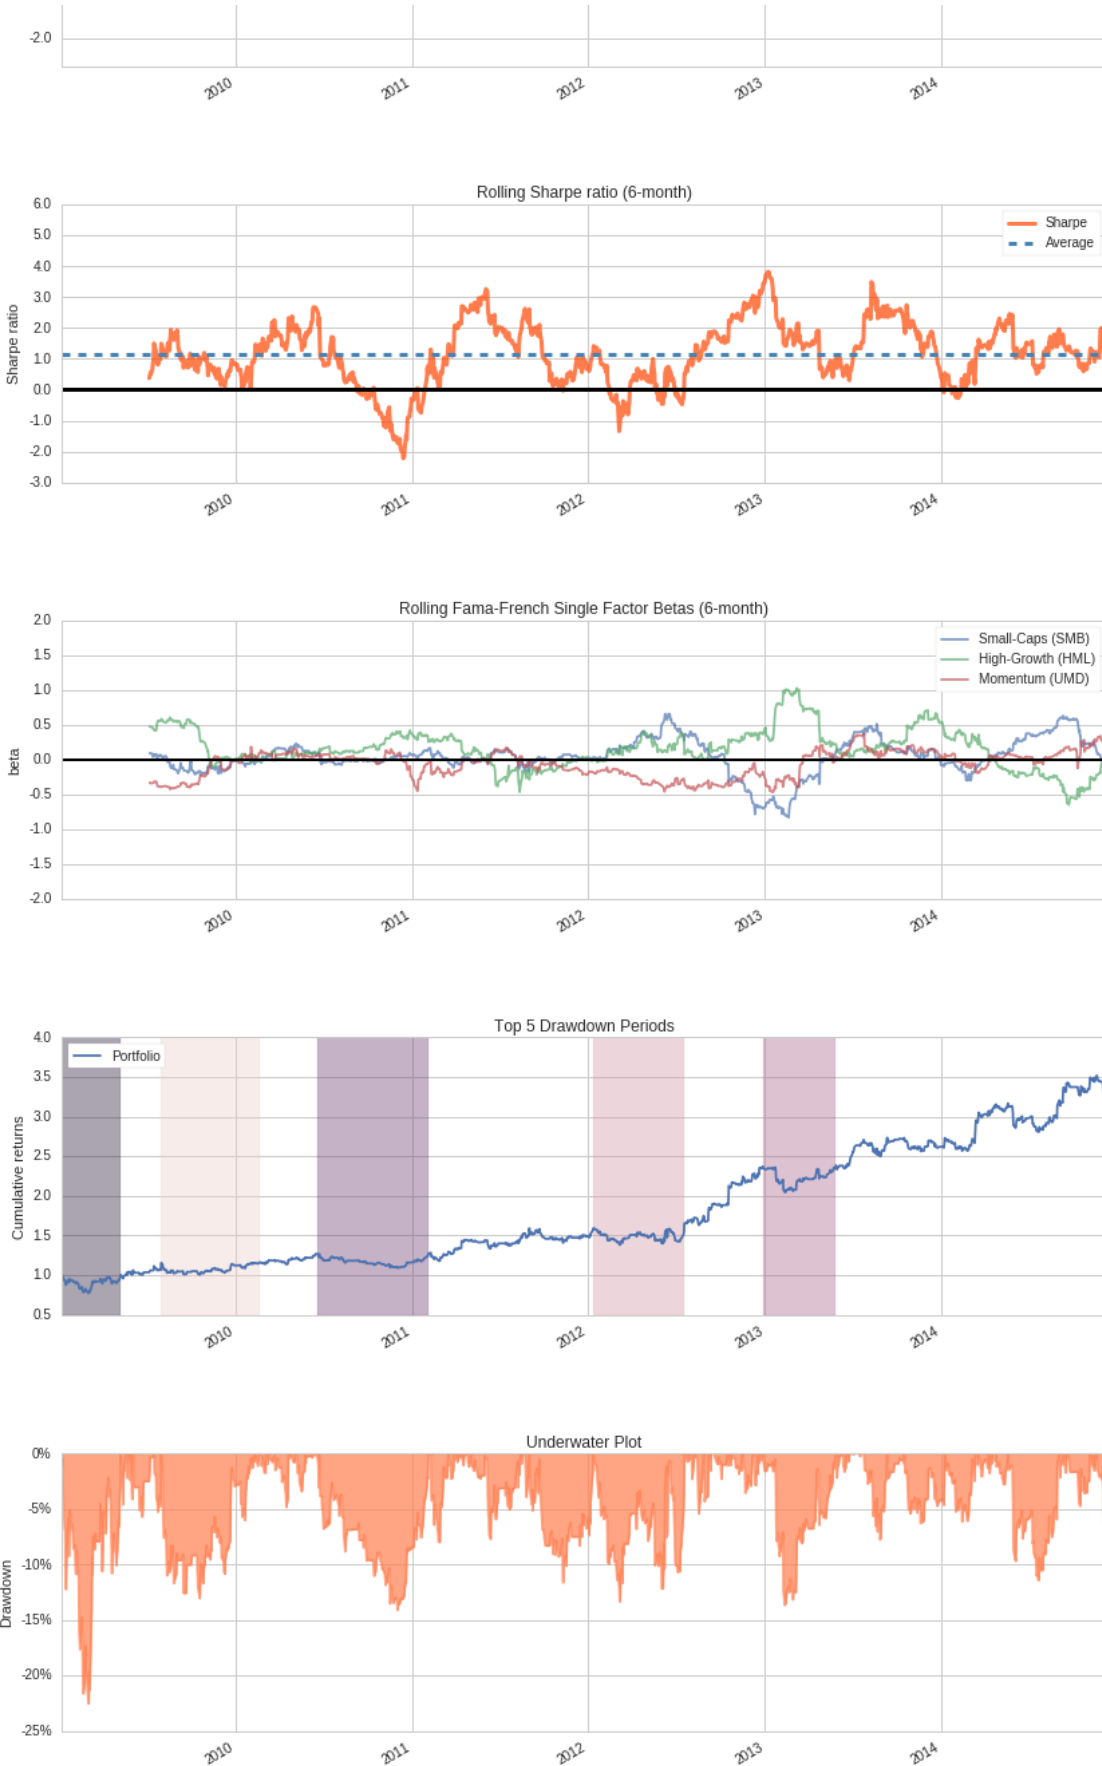 -2.0
2010 2011 2012 2013 2014
Rolling Sharpe ratio (6-month)
6.0
5.0
4.0
3.0
2.0
1.0
0.0
-1.0
-2.0
-3.0
Sharpe ratio
Sharpe
Average
2010 2011 2012 2013 2014
Rolling Fama-French Single Factor Betas (6-month)
2.0
1.5
1.0
0.5
0.0
-0.5
-1.0
-1.5
-2.0
beta
Small-Caps (SMB)
High-Growth (HML)
Momentum (UMD)
2010 2011 2012 2013 2014
Top 5 Drawdown Periods
4.0
3.5
3.0
2.5
2.0
1.5
1.0
0.5
Cumulative returns
Portfolio
2010 2011 2012 2013 2014
Underwater Plot
0%
-5%
-10%
-15%
-20%
-25%
Drawdown
2010 2011 2012 2013 2014